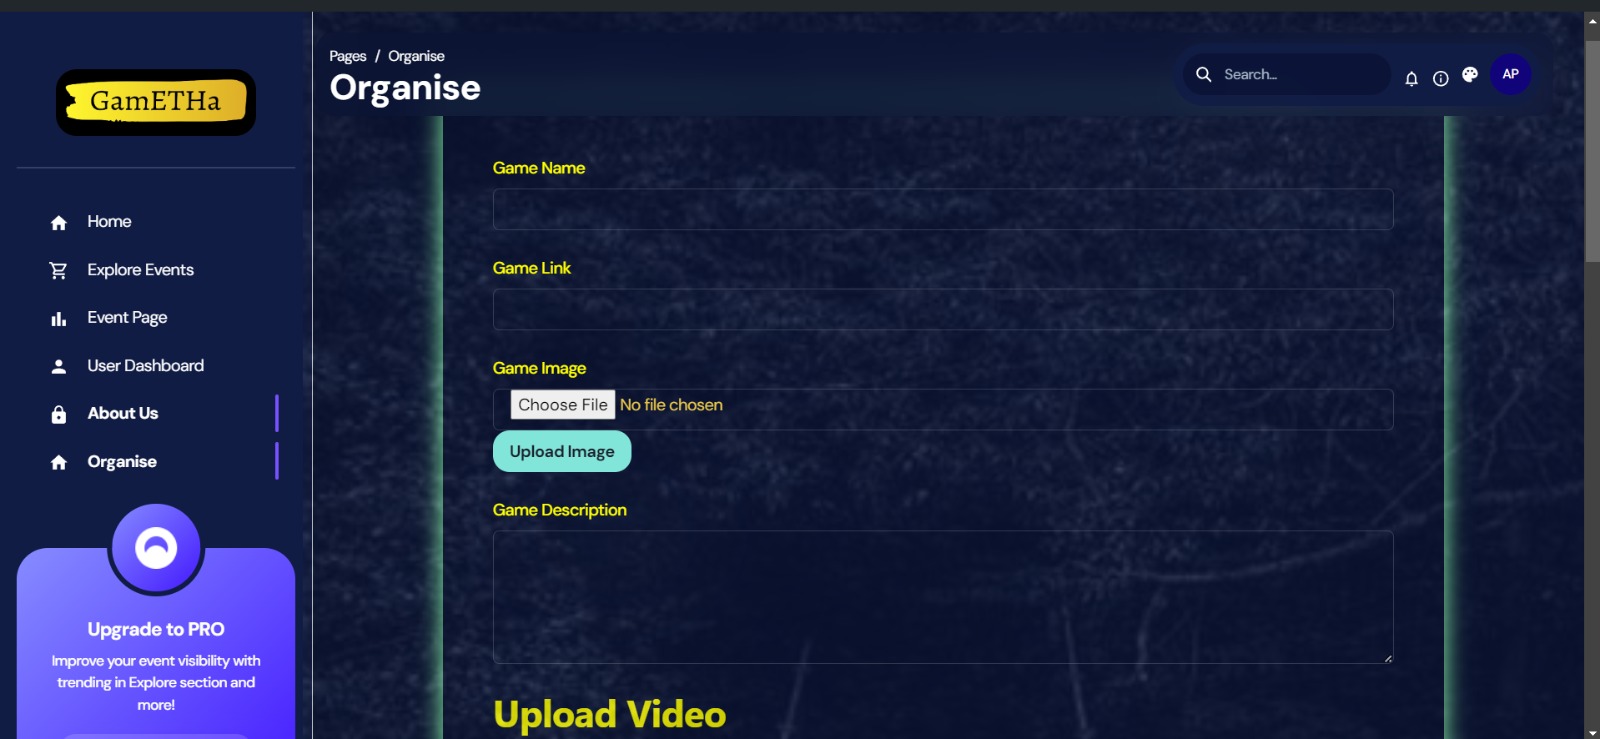 GamETHa
Home
Explore Events
Event Page
User Dashboard
About Us
Organise
Upgrade to PRO
Improve your event visibility with
trending in Explore section and
more!
Pages / Organise
Organise
Search...
AP
Game Name
Game Link
Game Image
Choose File No file chosen
Upload Image
Game Description
Upload Video